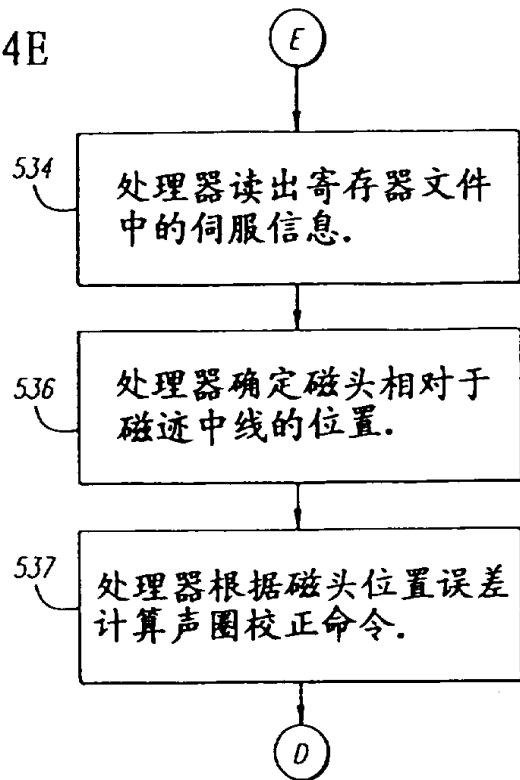 4E
E
534
处理器读出寄存器文件
中的伺服信息.
536
处理器确定磁头相对于
磁迹中线的位置.
537
处理器根据磁头位置误差
计算声圈校正命令.
D